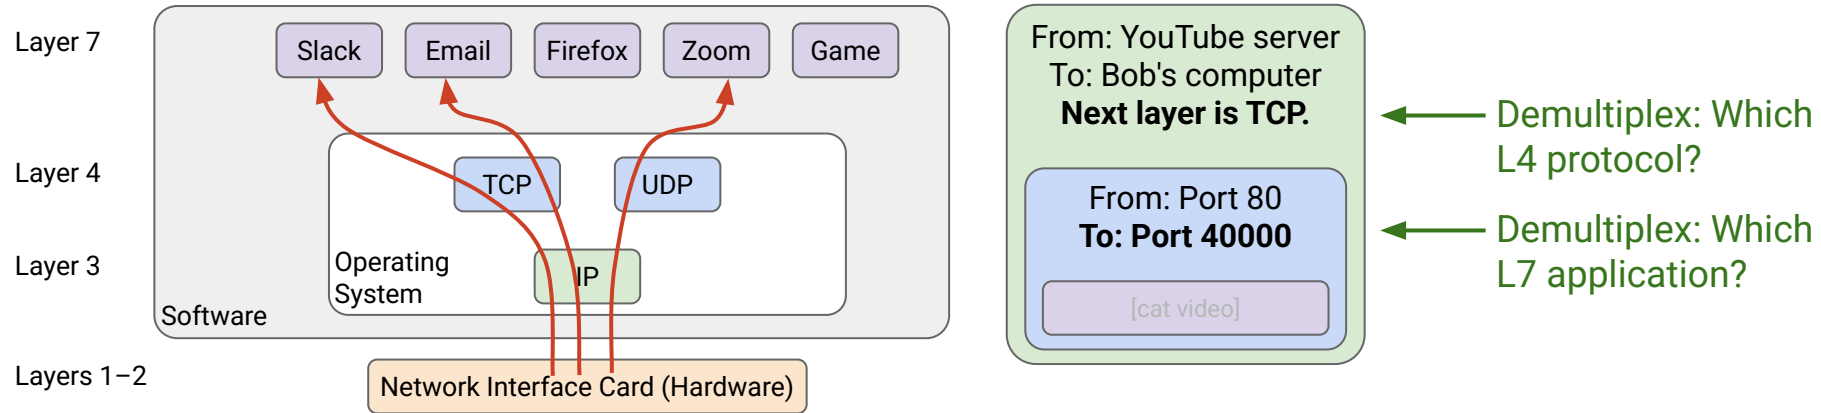 Layer 7
Slack
Email
Firefox
Zoom
Game
Layer 4
TCP
UDP
Layer 3
Operating
System
IP
Software
Layers 1–2
Network Interface Card (Hardware)
From: YouTube server
To: Bob's computer
Next layer is TCP.
From: Port 80
To: Port 40000
[cat video]
Demultiplex: Which
L4 protocol?
Demultiplex: Which
L7 application?